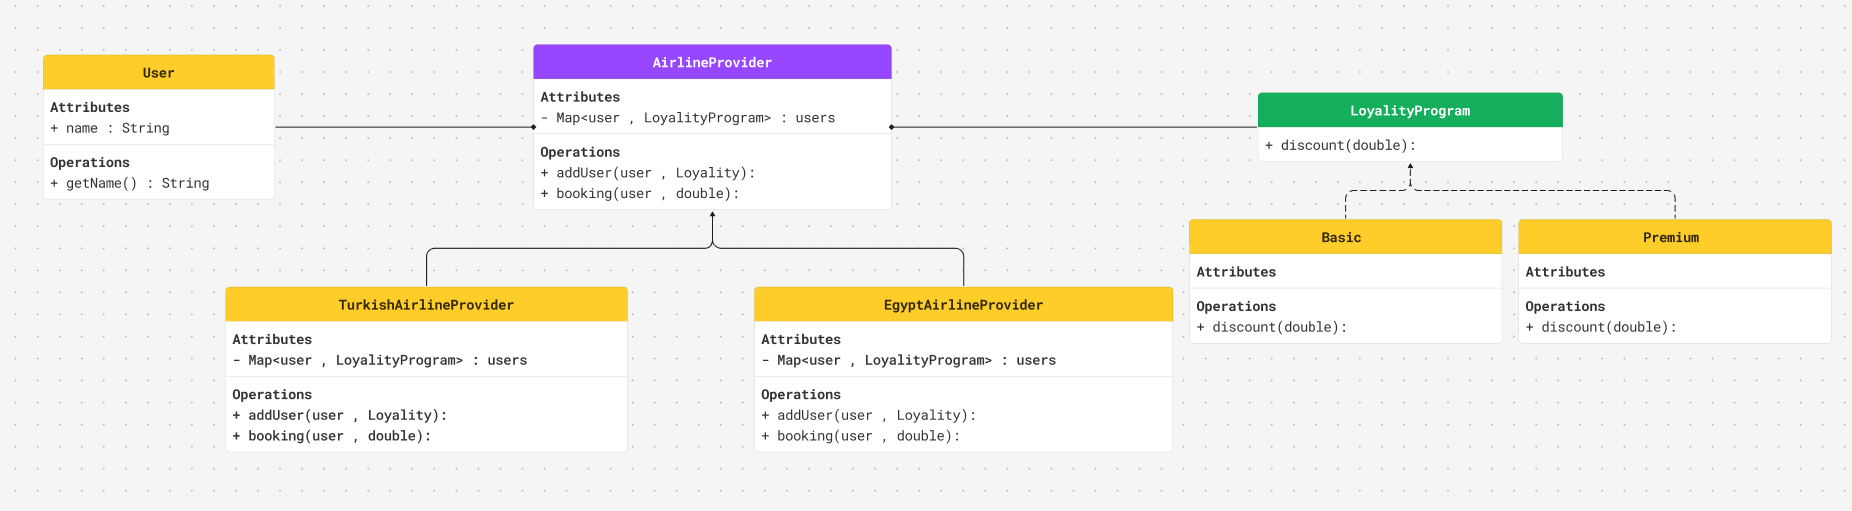 User
Attributes
+ name : String
Operations
+ getName() : String
AirlineProvider
Attributes
- Map<user , LoyalityProgram> : users
Operations
+ addUser(user , Loyality):
+ booking(user , double):
LoyalityProgram
+ discount(double):
TurkishAirlineProvider
Attributes
- Map<user , LoyalityProgram> : users
Operations
+ addUser(user , Loyality):
+ booking(user , double):
EgyptAirlineProvider
Attributes
- Map<user , LoyalityProgram> : users
Operations
+ addUser(user , Loyality):
+ booking(user , double):
Basic
Attributes
Operations
+ discount(double):
Premium
Attributes
Operations
+ discount(double):